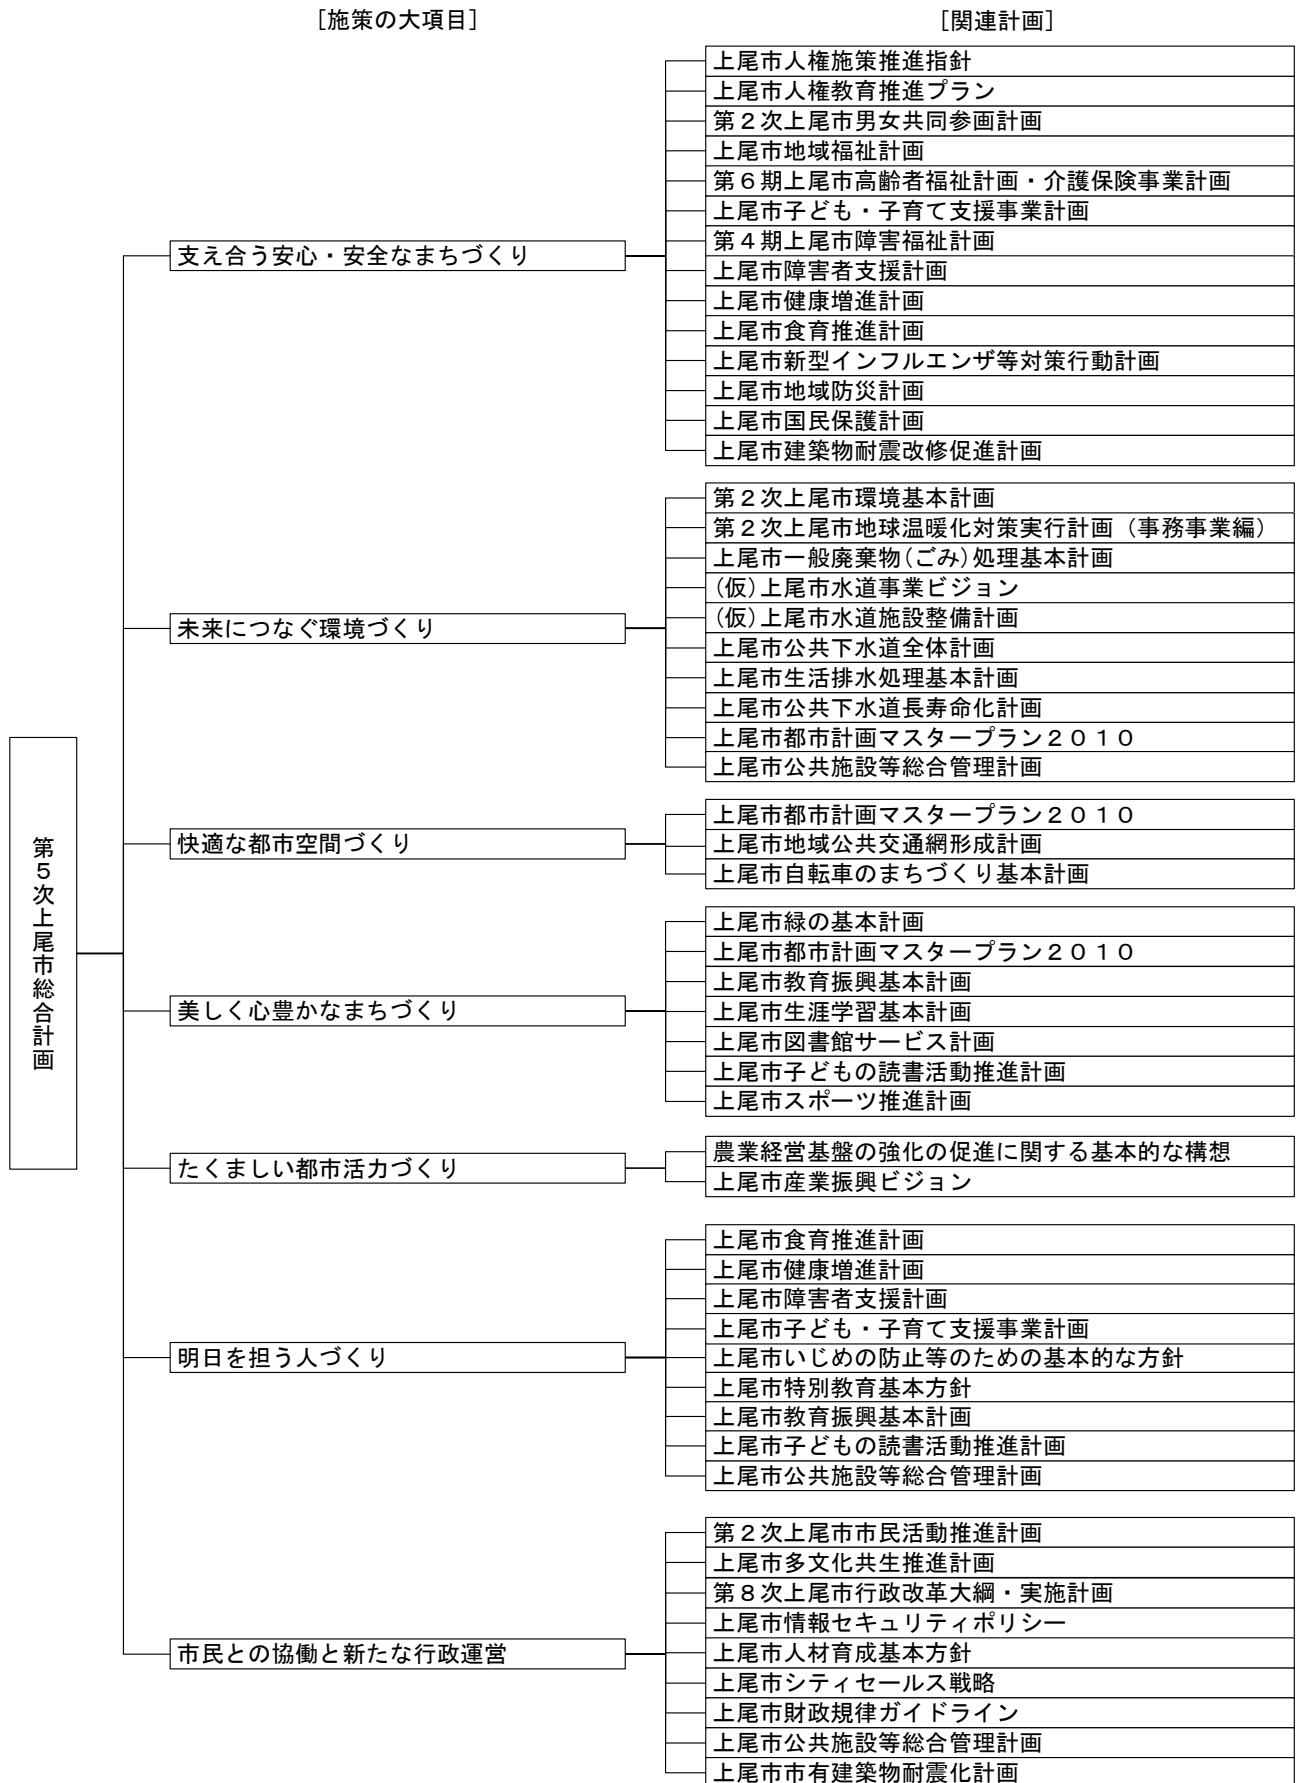 ［施策の大項目］
［関連計画］
第５次上尾市総合計画
支え合う安心・安全なまちづくり
上尾市人権施策推進指針
上尾市人権教育推進プラン
第２次上尾市男女共同参画計画
上尾市地域福祉計画
第６期上尾市高齢者福祉計画・介護保険事業計画
上尾市子ども・子育て支援事業計画
第４期上尾市障害福祉計画
上尾市障害者支援計画
上尾市健康増進計画
上尾市食育推進計画
上尾市新型インフルエンザ等対策行動計画
上尾市地域防災計画
上尾市国民保護計画
上尾市建築物耐震改修促進計画
未来につなぐ環境づくり
第２次上尾市環境基本計画
第２次上尾市地球温暖化対策実行計画（事務事業編）
上尾市一般廃棄物(ごみ)処理基本計画
(仮)上尾市水道事業ビジョン
(仮)上尾市水道施設整備計画
上尾市公共下水道全体計画
上尾市生活排水処理基本計画
上尾市公共下水道長寿命化計画
上尾市都市計画マスタープラン２０１０
上尾市公共施設等総合管理計画
快適な都市空間づくり
上尾市都市計画マスタープラン２０１０
上尾市地域公共交通網形成計画
上尾市自転車のまちづくり基本計画
美しく心豊かなまちづくり
上尾市緑の基本計画
上尾市都市計画マスタープラン２０１０
上尾市教育振興基本計画
上尾市生涯学習基本計画
上尾市図書館サービス計画
上尾市子どもの読書活動推進計画
上尾市スポーツ推進計画
たくましい都市活力づくり
農業経営基盤の強化の促進に関する基本的な構想
上尾市産業振興ビジョン
明日を担う人づくり
上尾市食育推進計画
上尾市健康増進計画
上尾市障害者支援計画
上尾市子ども・子育て支援事業計画
上尾市いじめの防止等のための基本的な方針
上尾市特別教育基本方針
上尾市教育振興基本計画
上尾市子どもの読書活動推進計画
上尾市公共施設等総合管理計画
市民との協働と新たな行政運営
第２次上尾市市民活動推進計画
上尾市多文化共生推進計画
第８次上尾市行政改革大綱・実施計画
上尾市情報セキュリティポリシー
上尾市人材育成基本方針
上尾市シティセールス戦略
上尾市財政規律ガイドライン
上尾市公共施設等総合管理計画
上尾市市有建築物耐震化計画